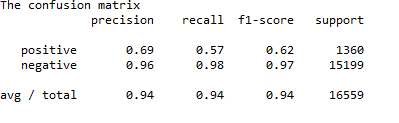 The confusion matrix
precision recall f1-score support
positive 0.69 0.57 0.62 1360
negative 0.96 0.98 0.97 15199
avg / total 0.94 0.94 0.94 16559